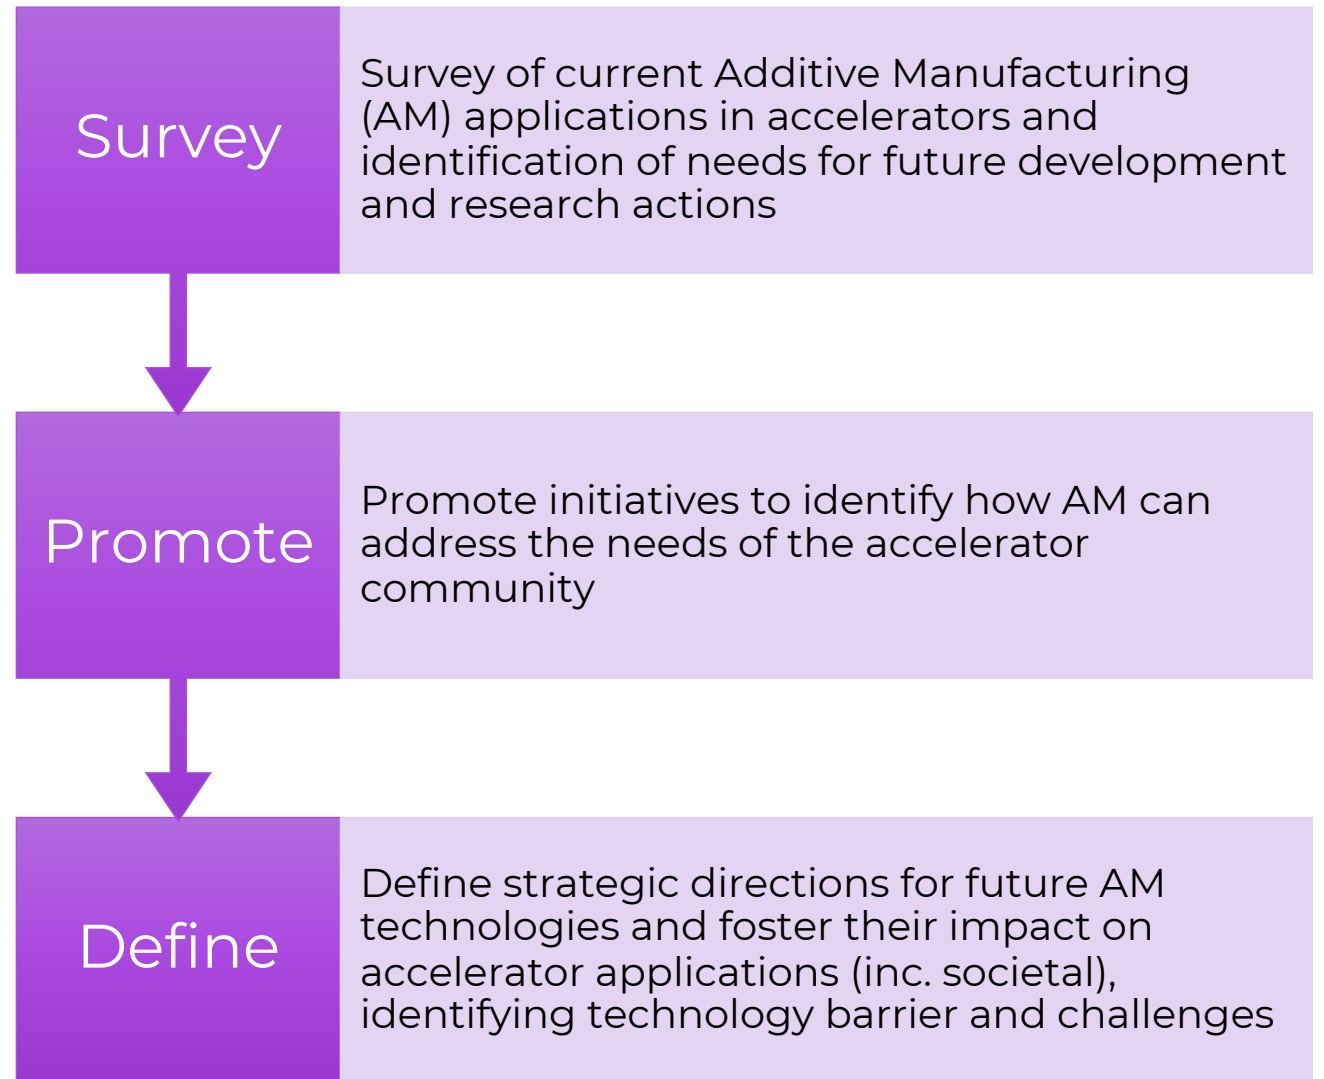 Survey
Survey of current Additive Manufacturing
(AM) applications in accelerators and
identification of needs for future development
and research actions
Promote
Promote initiatives to identify how AM can
address the needs of the accelerator
community
Define
Define strategic directions for future AM
technologies and foster their impact on
accelerator applications (inc. societal),
identifying technology barrier and challenges